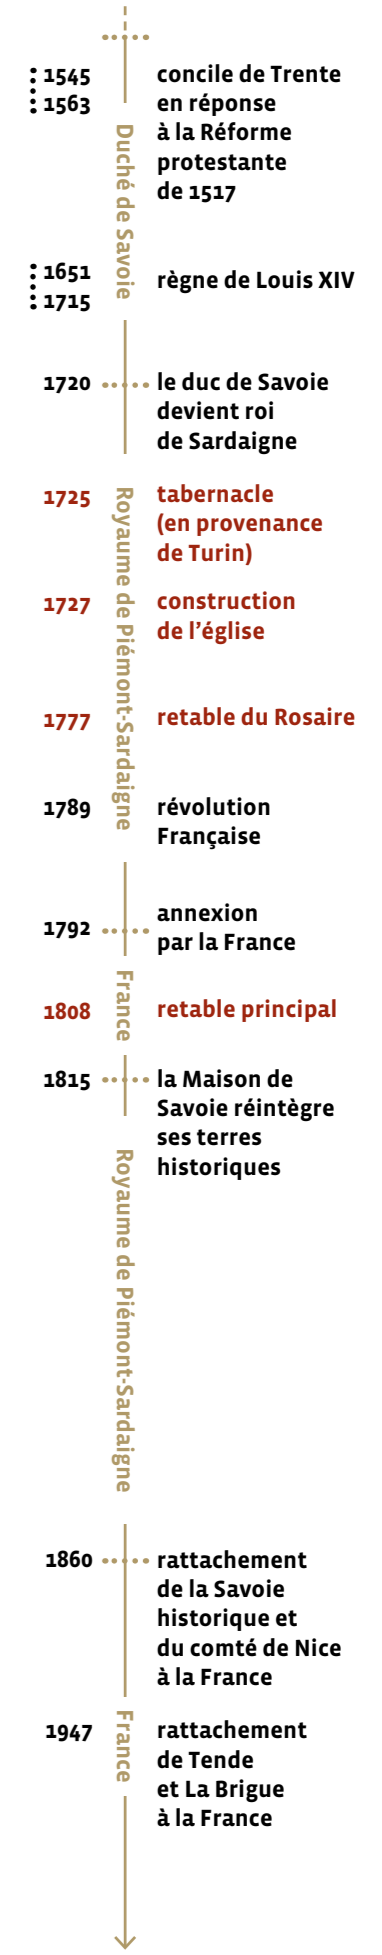 1545
1563
concile de Trente
en réponse
à la Réforme
protestante
de 1517
Duché de Savoie
1651
1715
règne de Louis XIV
1720
le duc de Savoie
devient roi
de Sardaigne
Royaume de Piémont-Sardaigne
1725
tabernacle
(en provenance
de Turin)
1727
construction
de l’église
1777
retable du Rosaire
1789
révolution
Française
1792
annexion
par la France
France
1808
retable principal
1815
la Maison de
Savoie réintègre
ses terres
historiques
Royaume de Piémont-Sardaigne
1860
rattachement
de la Savoie
historique et
du comté de Nice
à la France
France
1947
rattachement
de Tende
et La Brigue
à la France